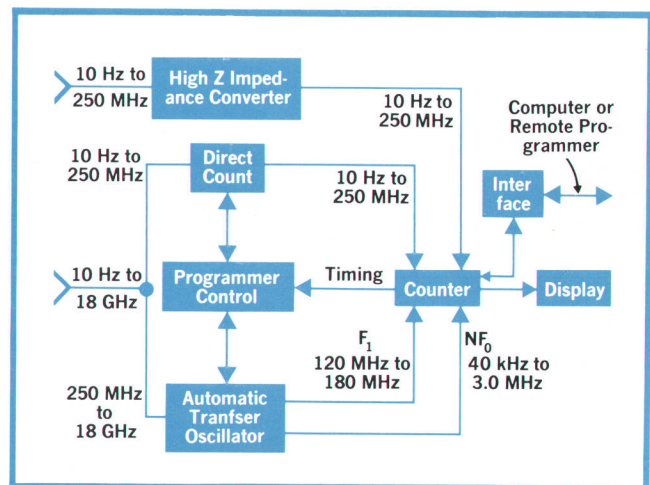 10 Hz to
250 MHz
High Z Imped-
ance Converter
10 Hz to
250 MHz
Computer or
Remote Pro-
grammer
10 Hz to
250 MHz
Direct
Count
10 Hz to
250 MHz
Inter
face
10 Hz to
18 GHz
Programmer
Control
Timing
Counter
Display
F1
120 MHz to
180 MHz
NF0
40 kHz to
3.0 MHz
250 MHz
to
18 GHz
Automatic
Tranfser
Oscillator